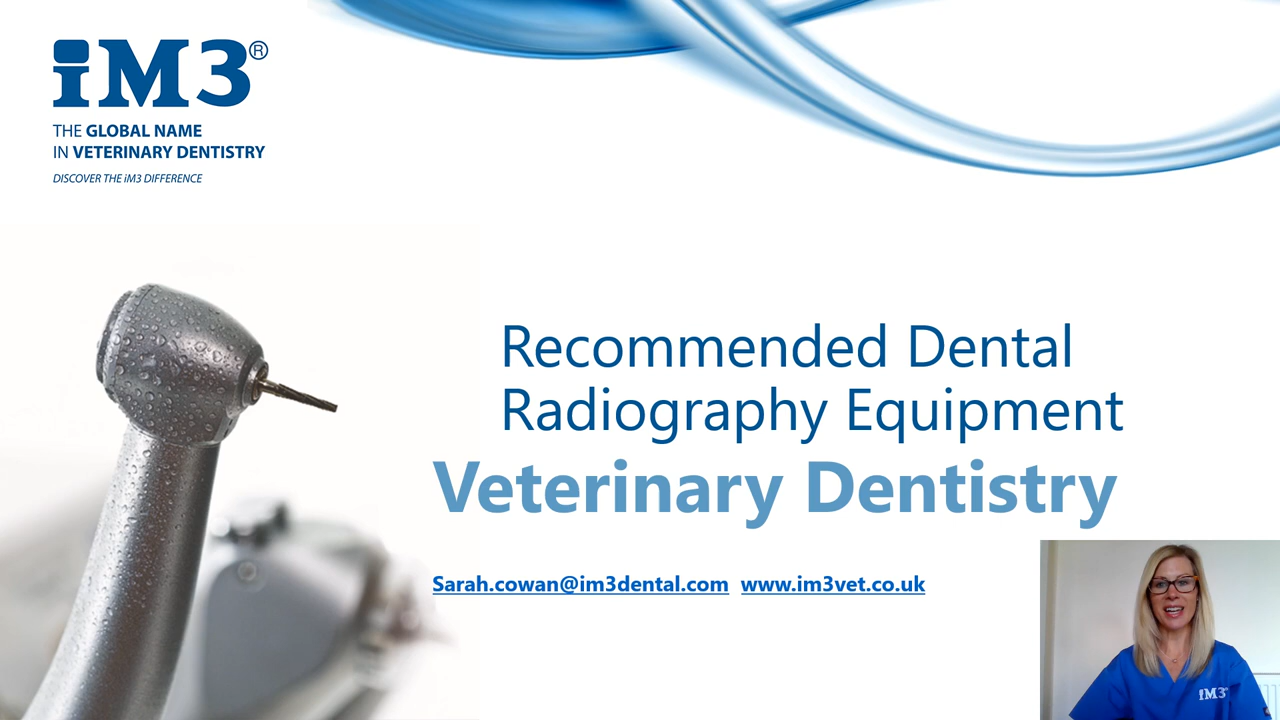 iM3®
THE GLOBAL NAME
IN VETERINARY DENTISTRY
DISCOVER THE iM3 DIFFERENCE
Recommended Dental
Radiography Equipment
Veterinary Dentistry
Sarah.cowan@im3dental.com www.im3vet.co.uk
iM3